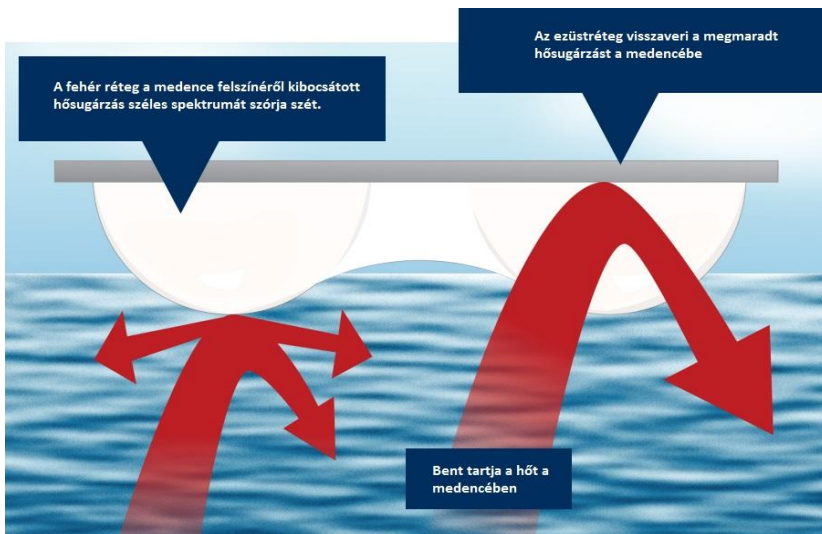 A fehér réteg a medence felszínéről kibocsátott
hősugárzás széles spektrumát szórja szét.
Az ezüstréteg visszaveri a megmaradt
hősugárzást a medencébe
Bent tartja a hőt a
medencében